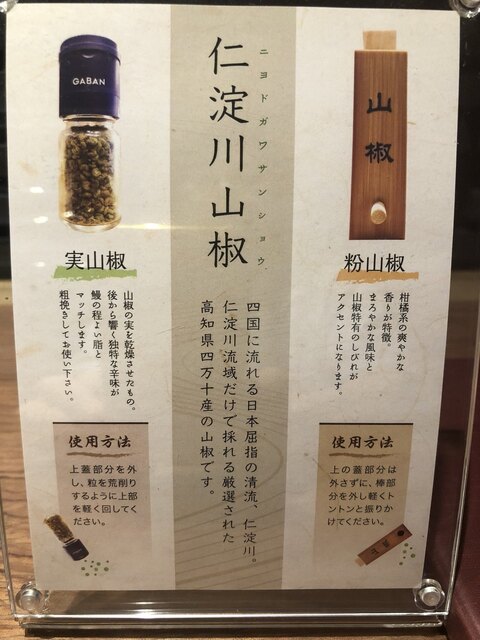 仁淀川山椒
ニヨドガワサンショウ
四国に流れる日本屈指の清流、仁淀川。
仁淀川流域だけで採れる厳選された
高知県四万十産の山椒です。
山椒
粉山椒
柑橘系の爽やかな
香りが特徴。
まろやかな風味と
山椒特有のしびれが
アクセントになります。
使用方法
上の蓋部分は
外さずに、棒部
分を外し軽くト
ントンと振りか
けてください。
山椒
GABAN
実山椒
山椒の実を乾燥させたもの。
後から響く独特な辛味が
鰻の程よい脂と
マッチします。
粗挽きしてお使い下さい。
使用方法
上蓋部分を外
し、粒を荒削り
するように上部
を軽く回してく
ださい。